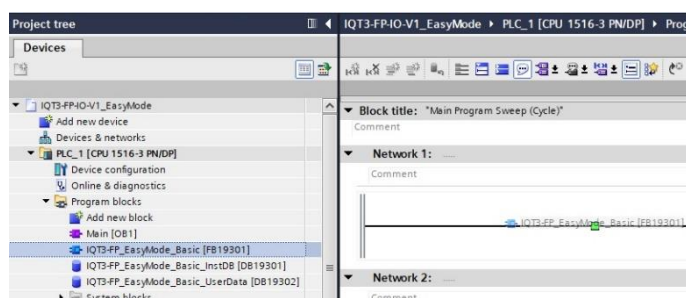 Project tree
Devices
IQT3-FP-IO-V1_EasyMode
Add new device
Devices & networks
PLC_1 [CPU 1516-3 PN/DP]
Device configuration
Online & diagnostics
Program blocks
Add new block
Main [OB1]
IQT3-FP_EasyMode_Basic [FB19301]
IQT3-FP_EasyMode_Basic_InstDB [DB19301]
IQT3-FP_EasyMode_Basic_UserData [DB19302]
System blocks
IQT3-FP-IO-V1_EasyMode ▸ PLC_1 [CPU 1516-3 PN/DP] ▸ Prog
Block title: "Main Program Sweep (Cycle)"
Comment
Network 1:
Comment
IQT3-FP_EasyMode_Basic [FB19301]
Network 2:
Comment